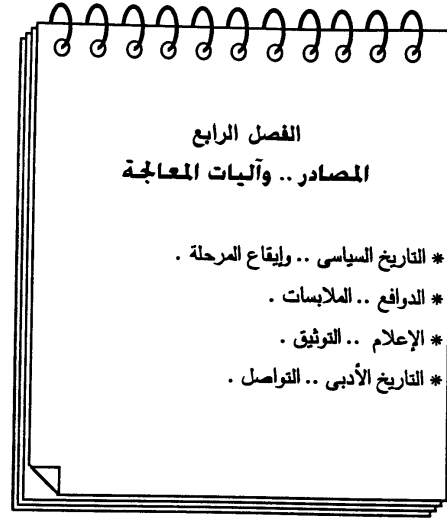 الفصل الرابع
المصادر .. وآليات المعالجة
* التاريخ السياسى .. وإيقاع المرحلة .
* الدوافع .. الملابسات .
* الإعلام .. التوثيق .
* التاريخ الأدبى .. التواصل .